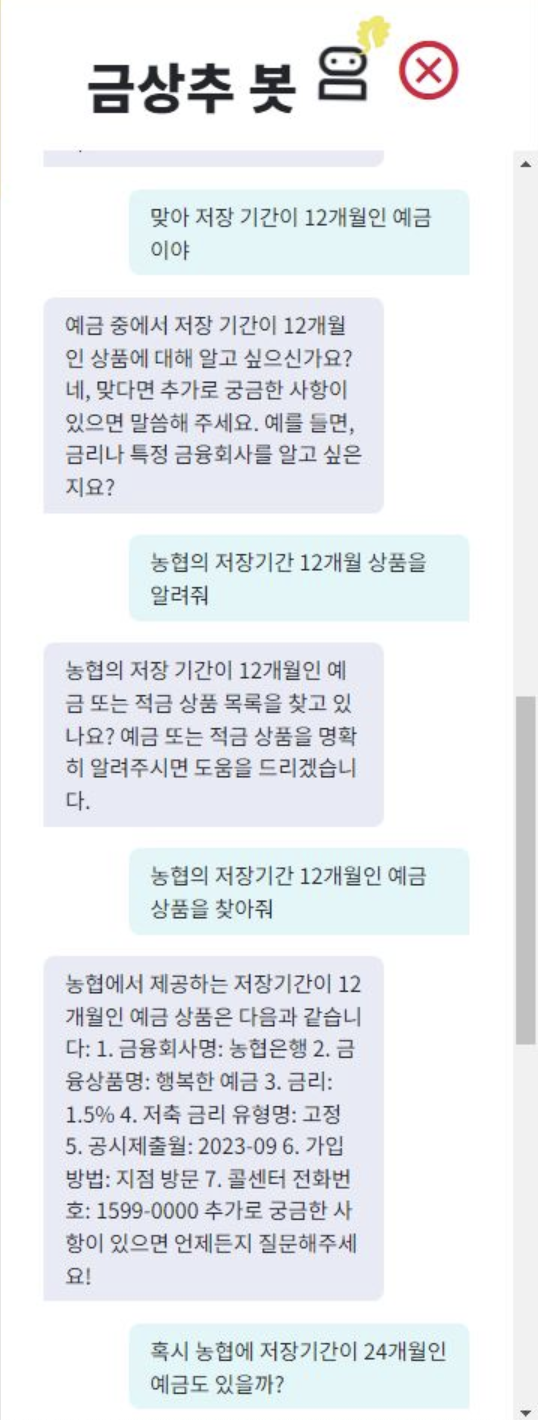 금상추 봇
맞아 저장 기간이 12개월인 예금
이야
예금 중에서 저장 기간이 12개월
인 상품에 대해 알고 싶으신가요?
네, 맞다면 추가로 궁금한 사항이
있으면 말씀해 주세요. 예를 들면,
금리나 특정 금융회사를 알고 싶은
지요?
농협의 저장기간 12개월 상품을
알려줘
농협의 저장 기간이 12개월인 예
금 또는 적금 상품 목록을 찾고 있
나요? 예금 또는 적금 상품을 명확
히 알려주시면 도움을 드리겠습니
다.
농협의 저장기간 12개월인 예금
상품을 찾아줘
농협에서 제공하는 저장기간이 12
개월인 예금 상품은 다음과 같습니
다: 1. 금융회사명: 농협은행 2. 금
융상품명: 행복한 예금 3. 금리:
1.5% 4. 저축 금리 유형명: 고정
5. 공시제출월: 2023-09 6. 가입
방법: 지점 방문 7. 콜센터 전화번
호: 1599-0000 추가로 궁금한 사
항이 있으면 언제든지 질문해주세
요!
혹시 농협에 저장기간이 24개월인
예금도 있을까?